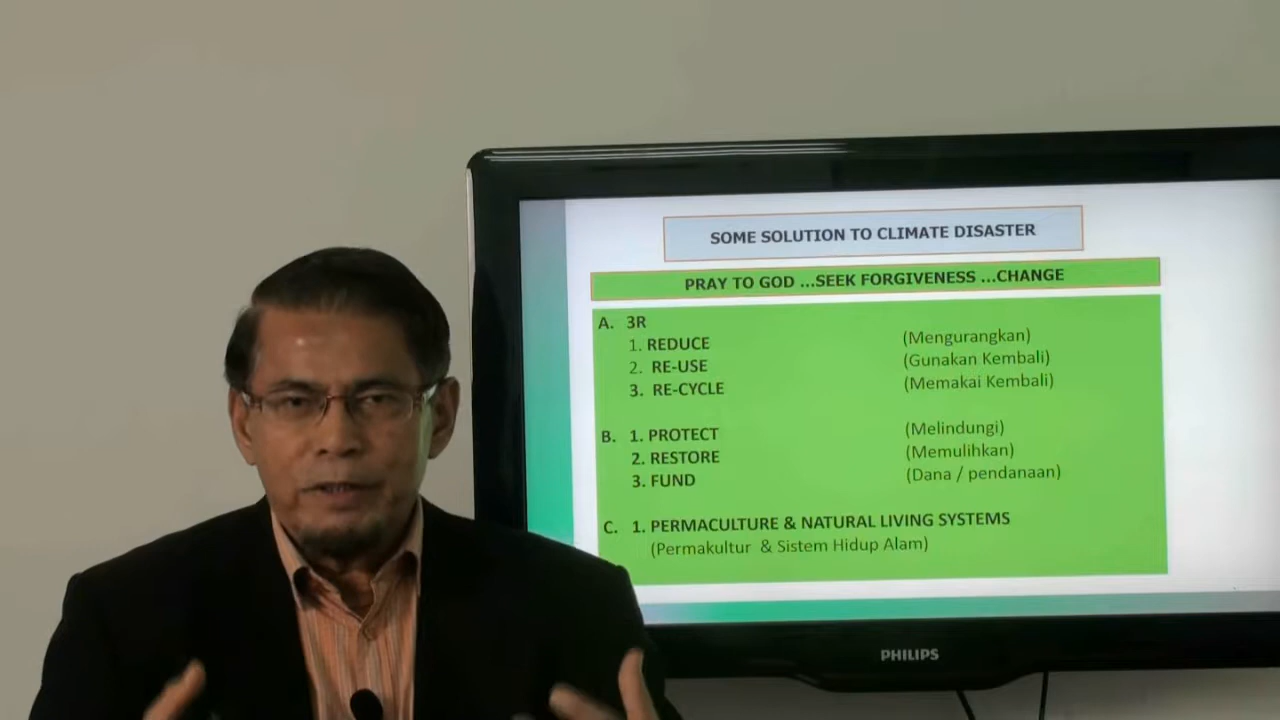 SOME SOLUTION TO CLIMATE DISASTER
PRAY TO GOD ...SEEK FORGIVENESS ...CHANGE
A. 3R
1. REDUCE (Mengurangkan)
2. RE-USE (Gunakan Kembali)
3. RE-CYCLE (Memakai Kembali)
B. 1. PROTECT (Melindungi)
2. RESTORE (Memulihkan)
3. FUND (Dana / pendanaan)
C. 1. PERMACULTURE & NATURAL LIVING SYSTEMS
(Permakultur & Sistem Hidup Alam)
PHILIPS